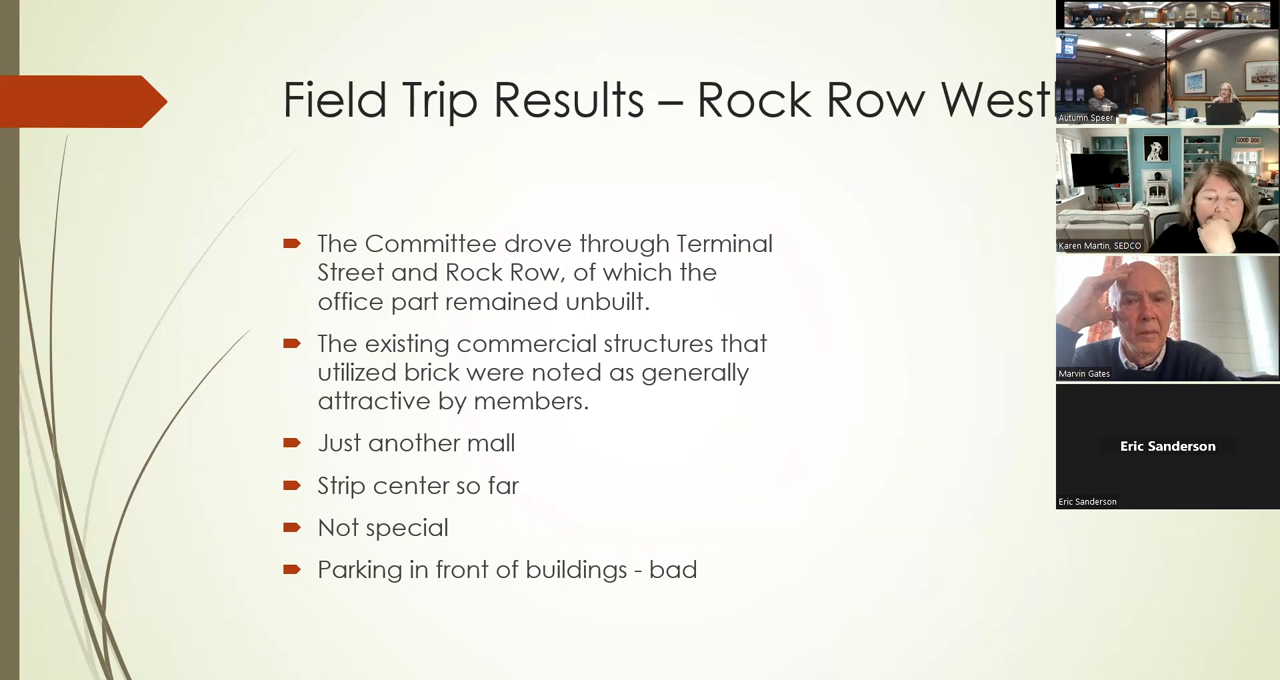 Field Trip Results – Rock Row West
The Committee drove through Terminal
Street and Rock Row, of which the
office part remained unbuilt.
The existing commercial structures that
utilized brick were noted as generally
attractive by members.
Just another mall
Strip center so far
Not special
Parking in front of buildings - bad
Autumn Speer
GOOD DOG
Karen Martin, SEDCO
Marvin Gates
Eric Sanderson
Eric Sanderson